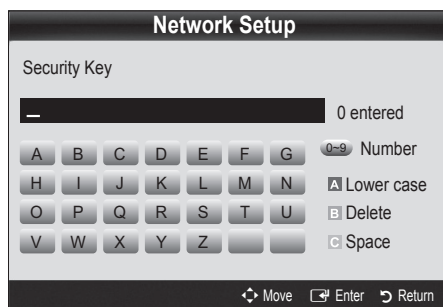 Network Setup
Security Key
_
0 entered
A B C D E F G 0~9 Number
H I J K L M N A Lower case
O P Q R S T U B Delete
V W X Y Z C Space
Move Enter Return